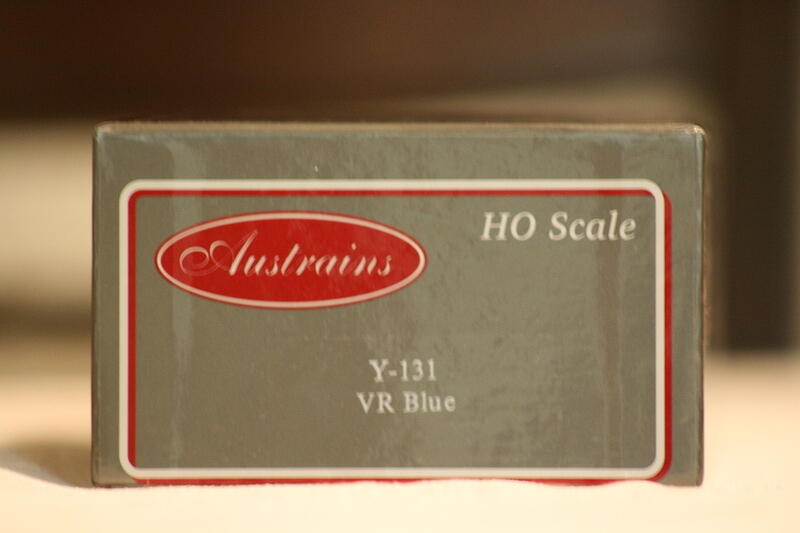 Austrains
HO Scale
Y-131
VR Blue